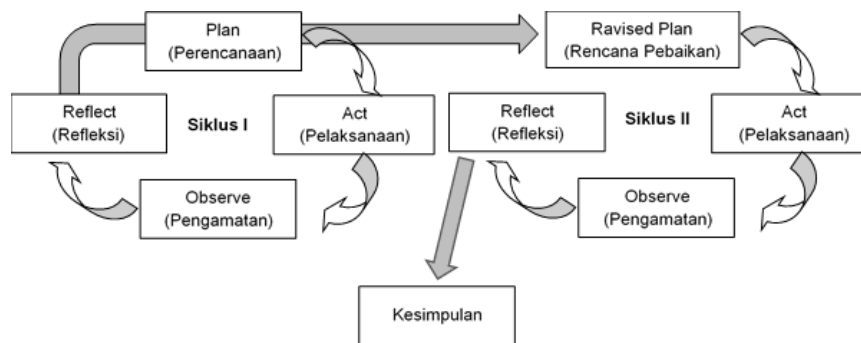 Plan
(Perencanaan)
Ravised Plan
(Rencana Pebaikan)
Reflect
(Refleksi)
Siklus I
Act
(Pelaksanaan)
Reflect
(Refleksi)
Siklus II
Act
(Pelaksanaan)
Observe
(Pengamatan)
Observe
(Pengamatan)
Kesimpulan